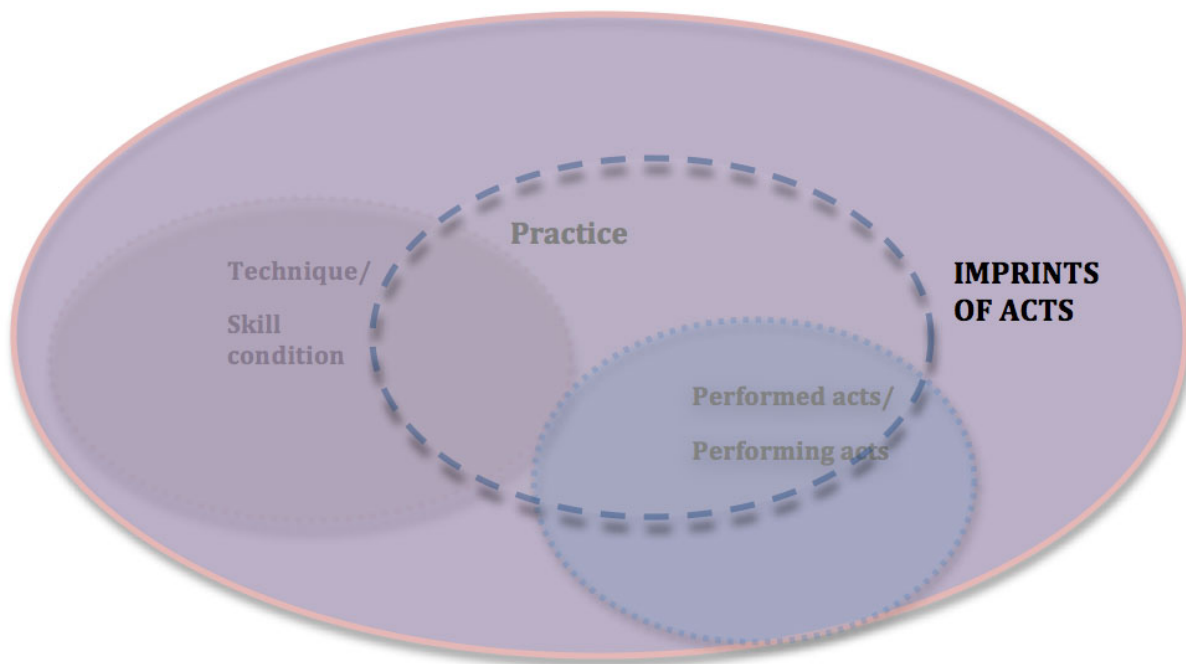 Practice
Technique/
Skill
condition
IMPRINTS
OF ACTS
Performed acts/
Performing acts